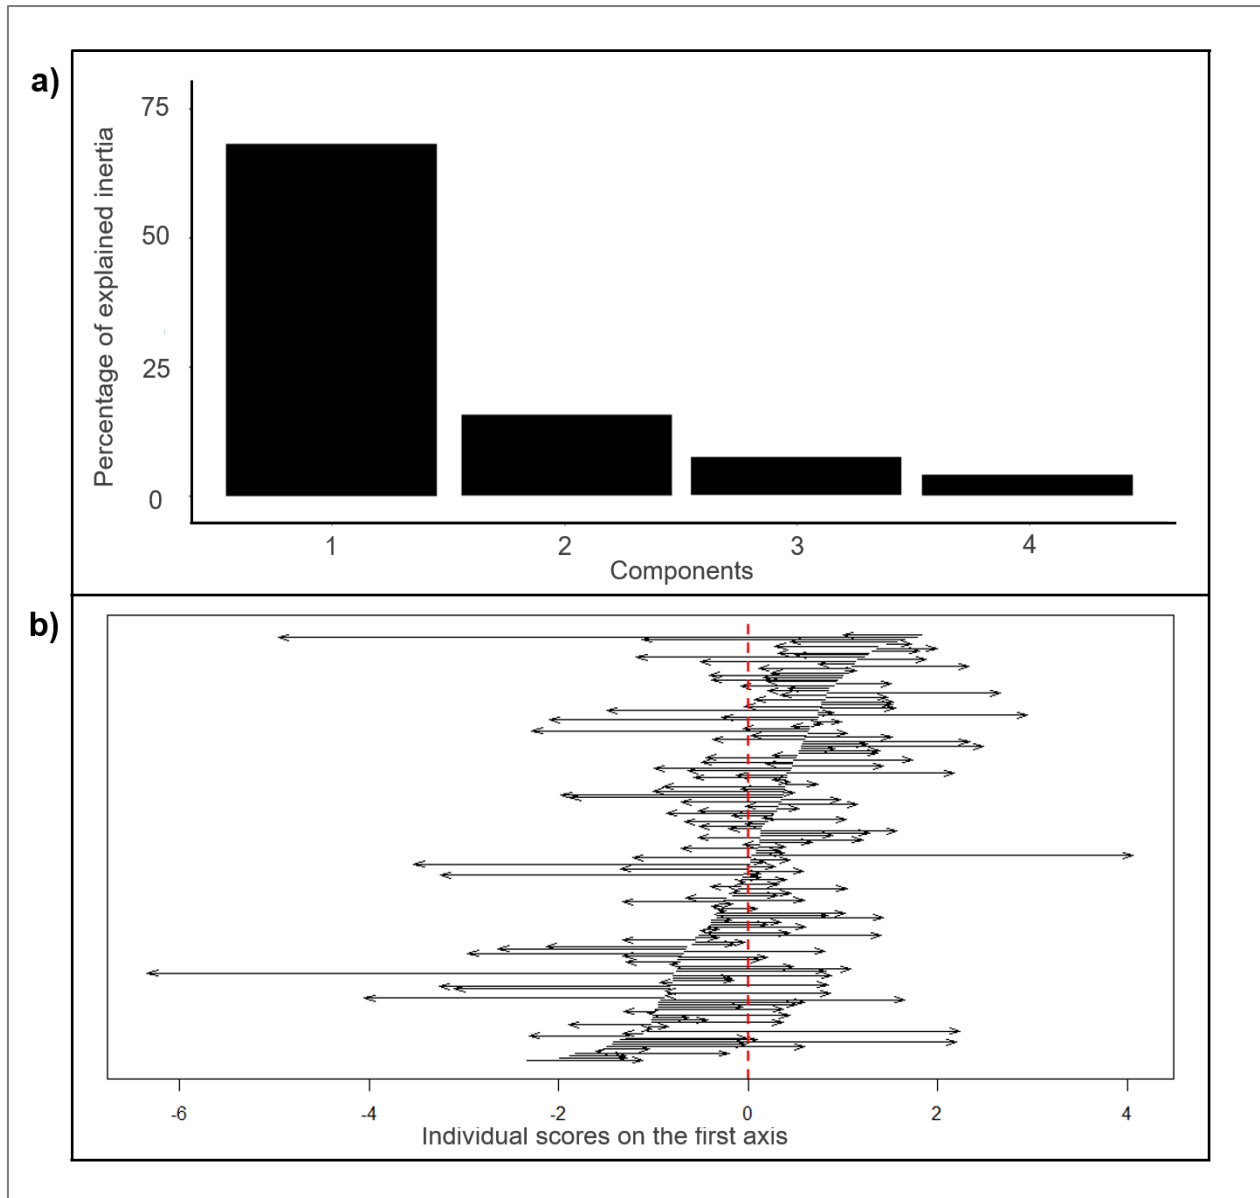 a)
75
50
25
0
Percentage of explained inertia
1 2 3 4
Components
b)
-6 -4 -2 0 2 4
Individual scores on the first axis